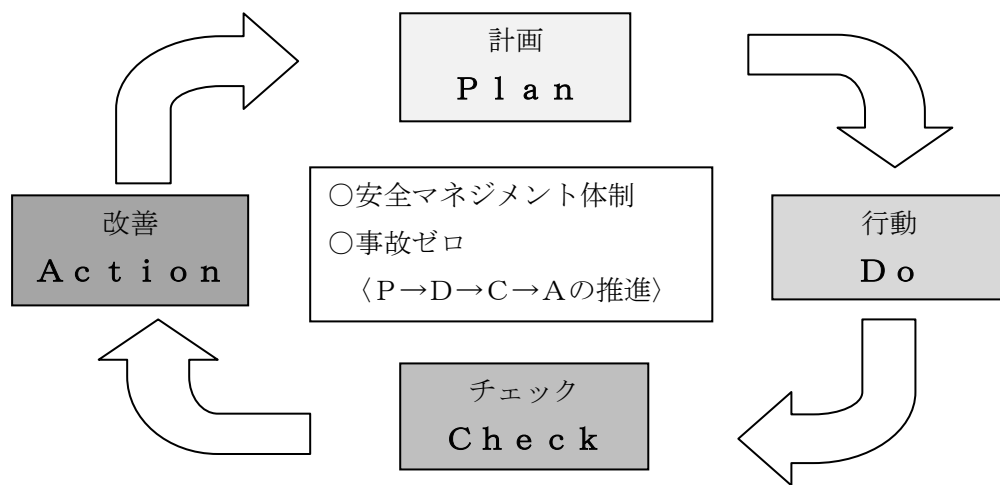 計画
Ｐｌａｎ
○安全マネジメント体制
○事故ゼロ
〈Ｐ→Ｄ→Ｃ→Ａの推進〉
改善
Ａｃｔｉｏｎ
行動
Ｄｏ
チェック
Ｃｈｅｃｋ